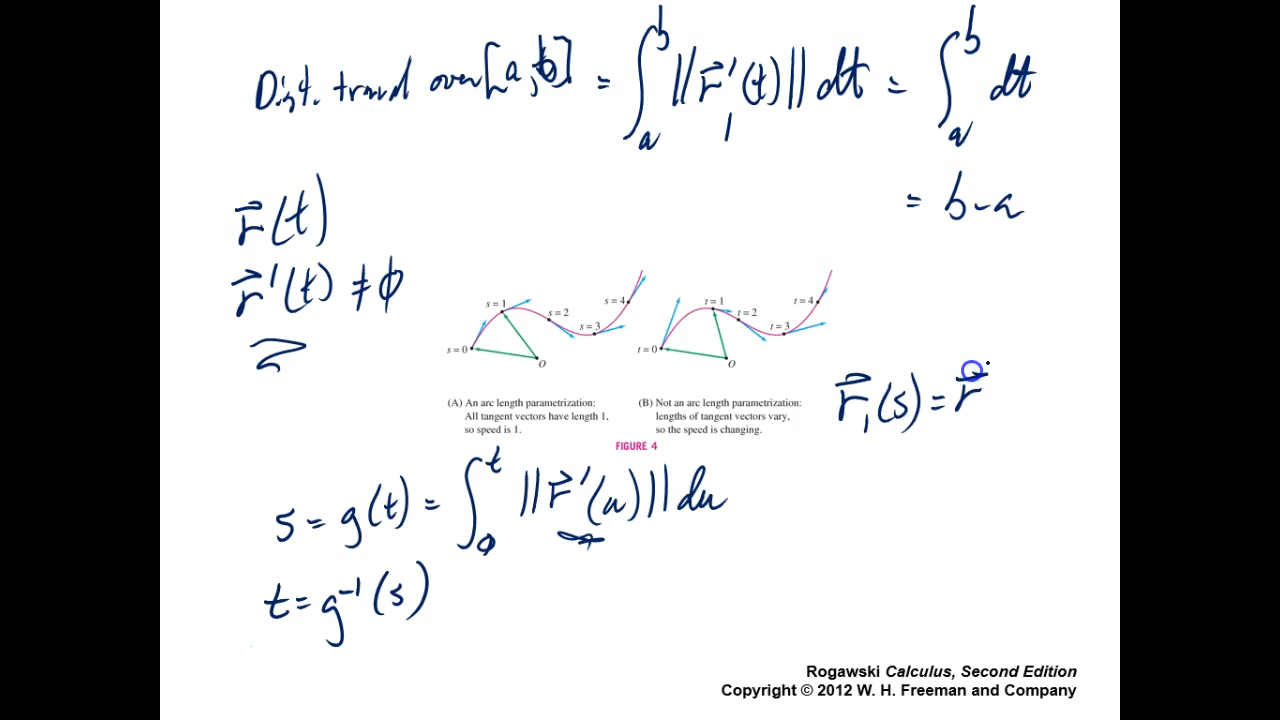 Dist. travel over [a, b] = ∫_a^b ||r⃗'(t)|| dt = ∫_a^b dt
1
= b - a
r⃗(t)
r⃗'(t) ≠ 0
s = 0 s = 1 s = 2 s = 3 s = 4 O
t = 0 t = 1 t = 2 t = 3 t = 4 O
(A) An arc length parametrization:
All tangent vectors have length 1,
so speed is 1.
(B) Not an arc length parametrization:
lengths of tangent vectors vary,
so the speed is changing.
FIGURE 4
r⃗₁(s) = r⃗
s = g(t) = ∫_0^t ||r⃗'(u)|| du
t = g⁻¹(s)
Rogawski Calculus, Second Edition
Copyright © 2012 W. H. Freeman and Company